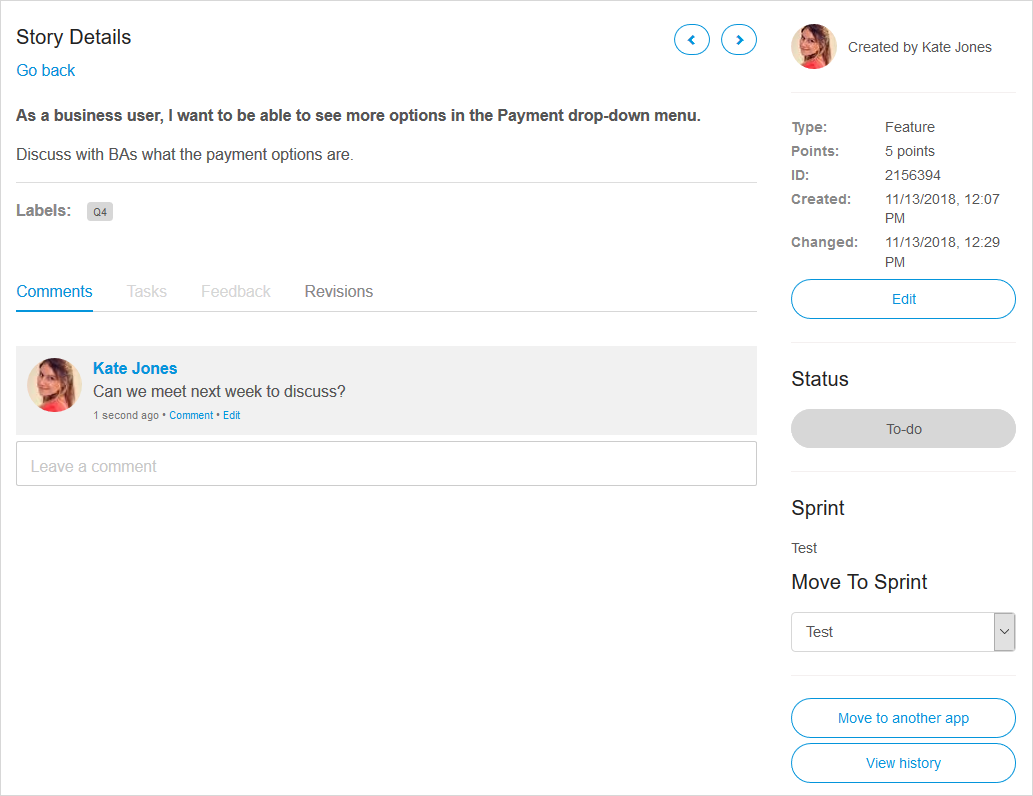 Story Details
Go back
As a business user, I want to be able to see more options in the Payment drop-down menu.
Discuss with BAs what the payment options are.
Labels: Q4
Comments Tasks Feedback Revisions
Kate Jones
Can we meet next week to discuss?
1 second ago • Comment • Edit
Leave a comment
Created by Kate Jones
Type: Feature
Points: 5 points
ID: 2156394
Created: 11/13/2018, 12:07
PM
Changed: 11/13/2018, 12:29
PM
Edit
Status
To-do
Sprint
Test
Move To Sprint
Test
Move to another app
View history